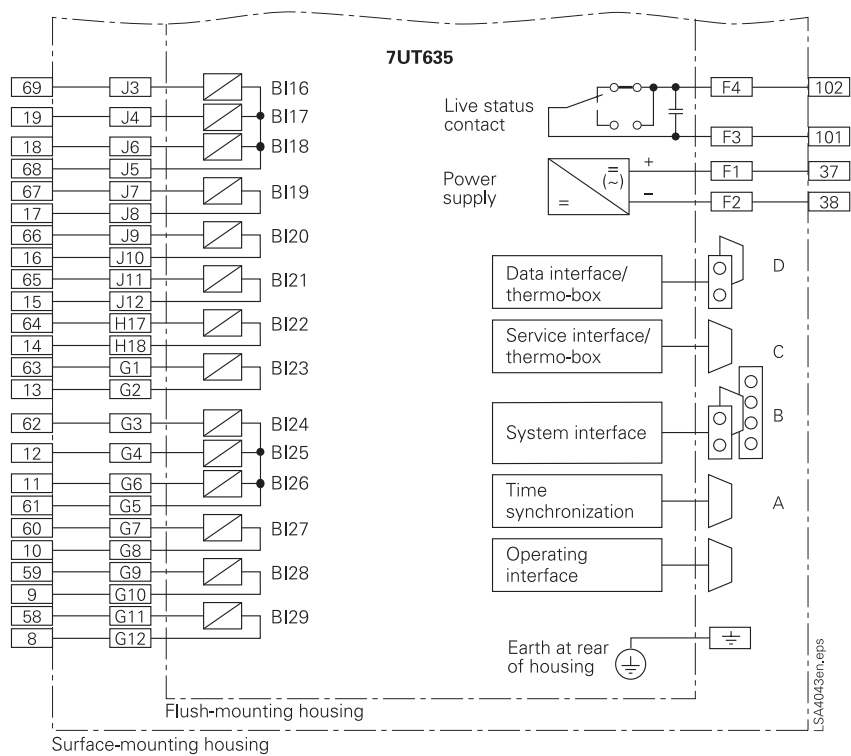 7UT635
69 J3 BI16
19 J4 BI17
18 J6 BI18
68 J5
67 J7 BI19
17 J8
66 J9 BI20
16 J10
65 J11 BI21
15 J12
64 H17 BI22
14 H18
63 G1 BI23
13 G2
62 G3 BI24
12 G4 BI25
11 G6 BI26
61 G5
60 G7 BI27
10 G8
59 G9 BI28
9 G10
58 G11 BI29
8 G12
Live status
contact
F4 102
F3 101
Power
supply
= = (~) + −
F1 37
F2 38
Data interface/
thermo-box
D
Service interface/
thermo-box
C
System interface
B
Time
synchronization
A
Operating
interface
Earth at rear
of housing
Flush-mounting housing
Surface-mounting housing
LSA4043en.eps